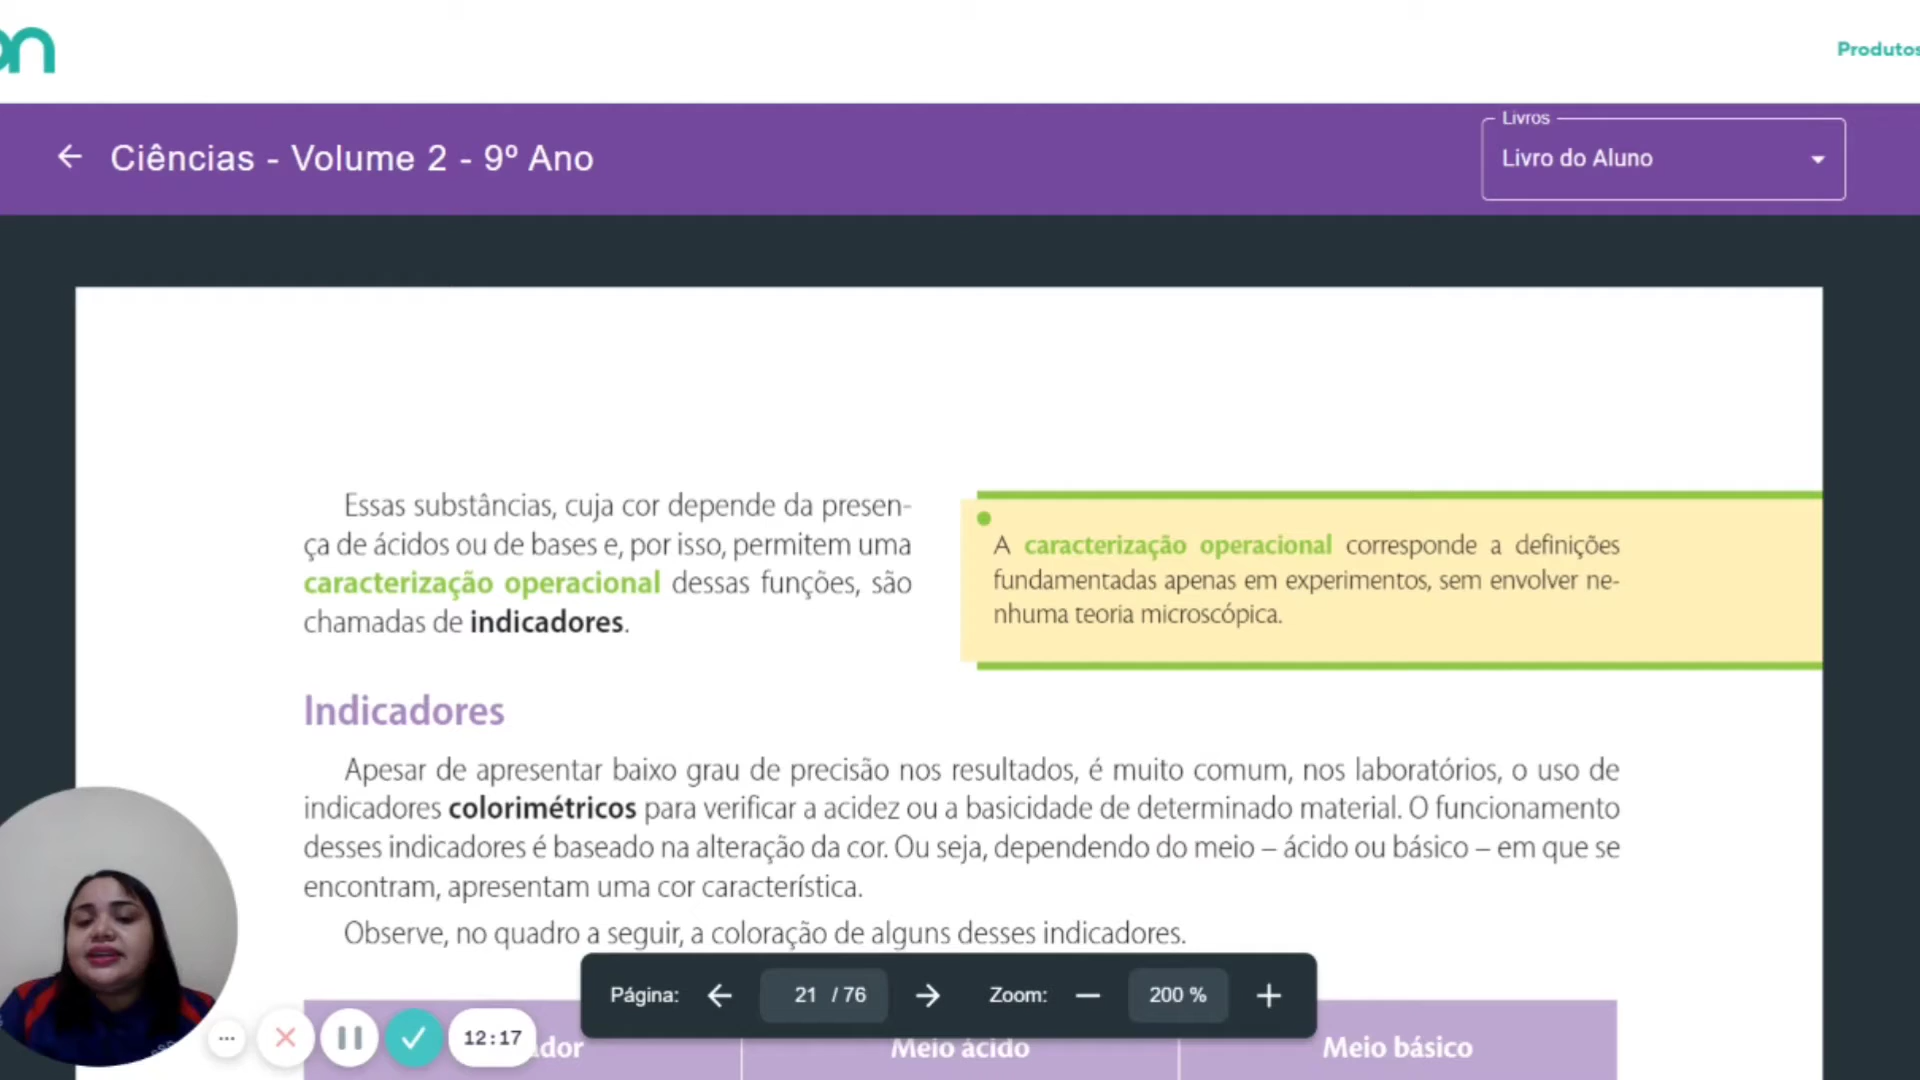 on
Produtos
Ciências - Volume 2 - 9º Ano
Livros
Livro do Aluno
Essas substâncias, cuja cor depende da presen-
ça de ácidos ou de bases e, por isso, permitem uma
caracterização operacional dessas funções, são
chamadas de indicadores.
A caracterização operacional corresponde a definições
fundamentadas apenas em experimentos, sem envolver ne-
nhuma teoria microscópica.
Indicadores
Apesar de apresentar baixo grau de precisão nos resultados, é muito comum, nos laboratórios, o uso de
indicadores colorimétricos para verificar a acidez ou a basicidade de determinado material. O funcionamento
desses indicadores é baseado na alteração da cor. Ou seja, dependendo do meio – ácido ou básico – em que se
encontram, apresentam uma cor característica.
Observe, no quadro a seguir, a coloração de alguns desses indicadores.
Página: 21 / 76 Zoom: 200 %
12:17
ador Meio ácido Meio básico